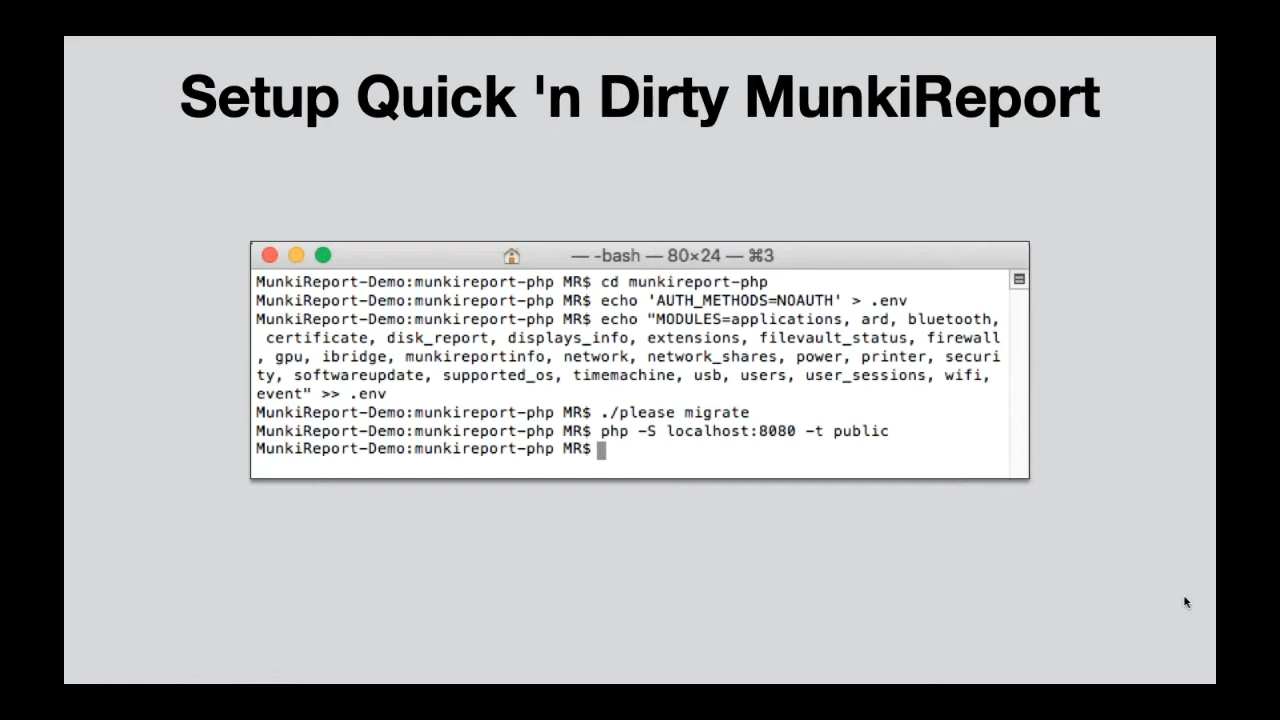 Setup Quick 'n Dirty MunkiReport
— -bash — 80×24 — ⌘3
MunkiReport-Demo:munkireport-php MR$ cd munkireport-php
MunkiReport-Demo:munkireport-php MR$ echo 'AUTH_METHODS=NOAUTH' > .env
MunkiReport-Demo:munkireport-php MR$ echo "MODULES=applications, ard, bluetooth,
certificate, disk_report, displays_info, extensions, filevault_status, firewall
, gpu, ibridge, munkireportinfo, network, network_shares, power, printer, securi
ty, softwareupdate, supported_os, timemachine, usb, users, user_sessions, wifi,
event" >> .env
MunkiReport-Demo:munkireport-php MR$ ./please migrate
MunkiReport-Demo:munkireport-php MR$ php -S localhost:8080 -t public
MunkiReport-Demo:munkireport-php MR$